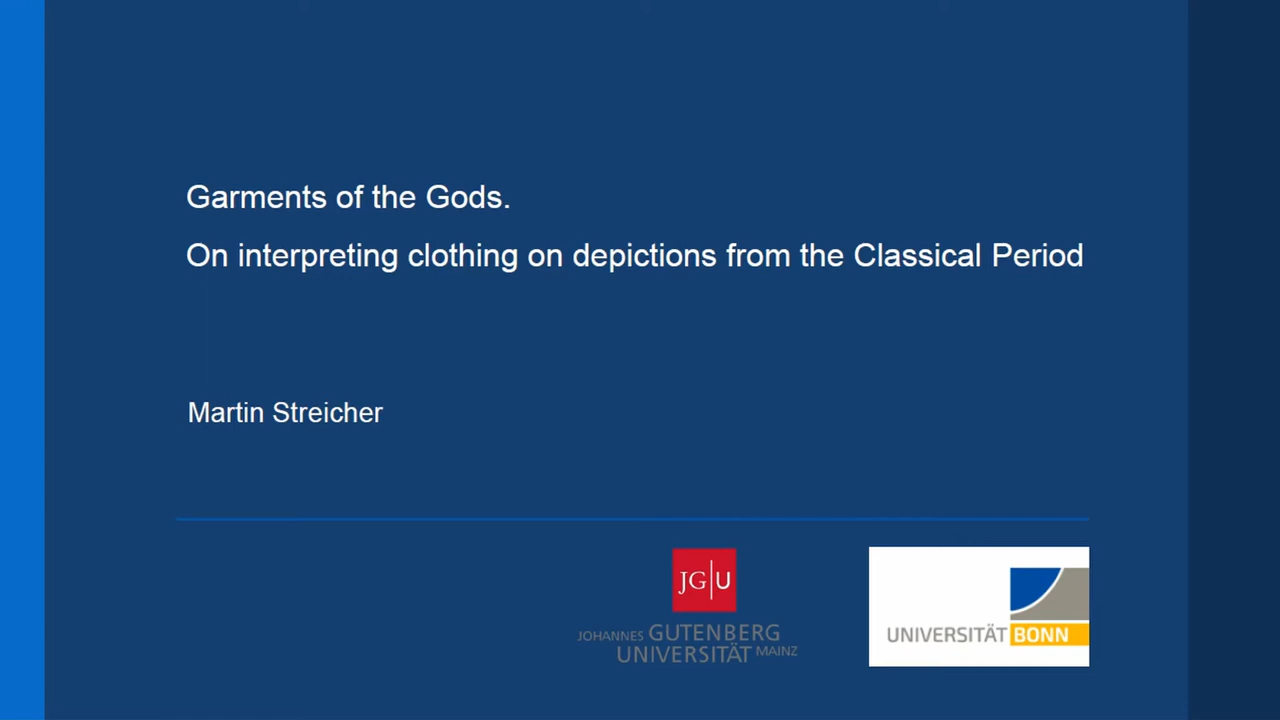 Garments of the Gods.
On interpreting clothing on depictions from the Classical Period
Martin Streicher
JG|U
JOHANNES GUTENBERG
UNIVERSITÄT MAINZ
UNIVERSITÄT BONN